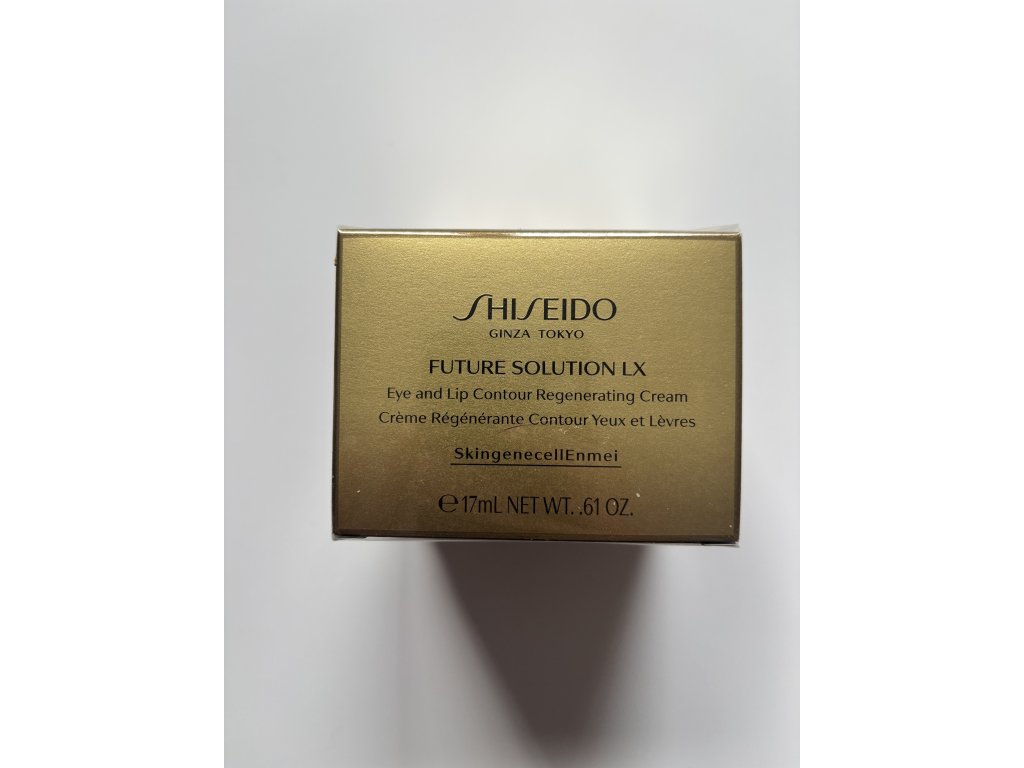 SHISEIDO
GINZA TOKYO
FUTURE SOLUTION LX
Eye and Lip Contour Regenerating Cream
Crème Régénérante Contour Yeux et Lèvres
SkingenecellEnmei
℮17mL NET WT. .61 OZ.